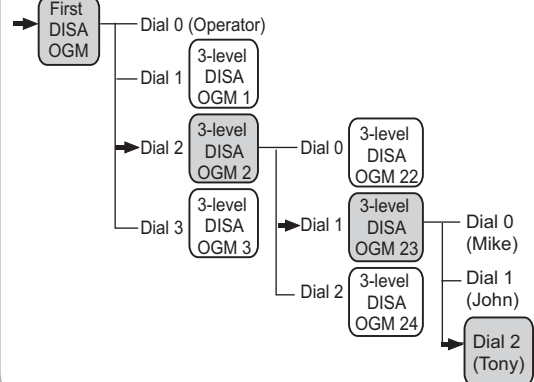 First
DISA
OGM
Dial 0 (Operator)
Dial 1
3-level
DISA
OGM 1
Dial 2
3-level
DISA
OGM 2
Dial 3
3-level
DISA
OGM 3
Dial 0
3-level
DISA
OGM 22
Dial 1
3-level
DISA
OGM 23
Dial 2
3-level
DISA
OGM 24
Dial 0
(Mike)
Dial 1
(John)
Dial 2
(Tony)